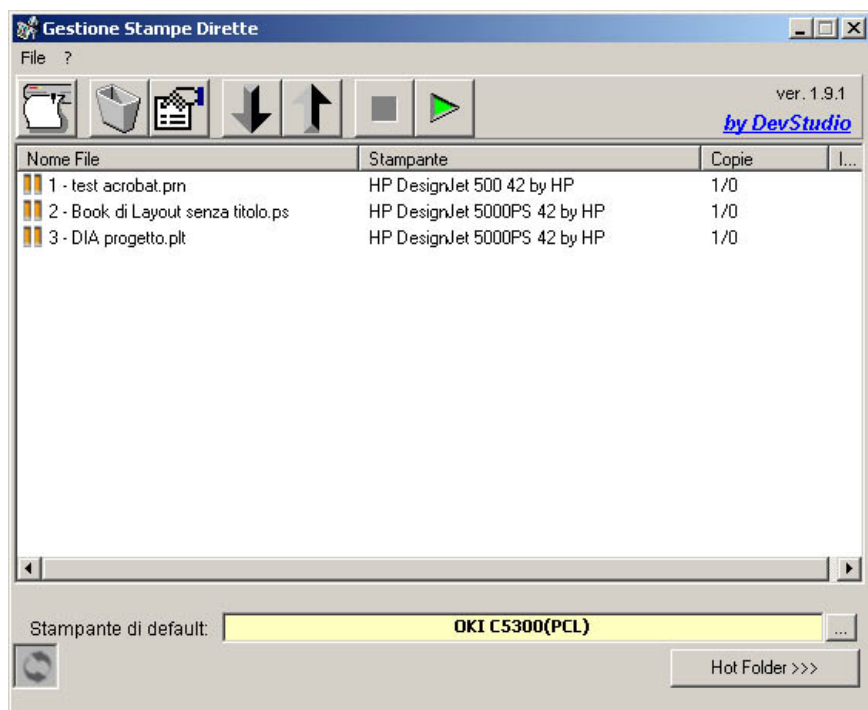 Gestione Stampe Dirette
File ?
ver. 1.9.1
by DevStudio
Nome File Stampante Copie I...
1 - test acrobat.prn HP DesignJet 500 42 by HP 1/0
2 - Book di Layout senza titolo.ps HP DesignJet 5000PS 42 by HP 1/0
3 - DIA progetto.plt HP DesignJet 5000PS 42 by HP 1/0
Stampante di default: OKI C5300(PCL) ...
Hot Folder >>>